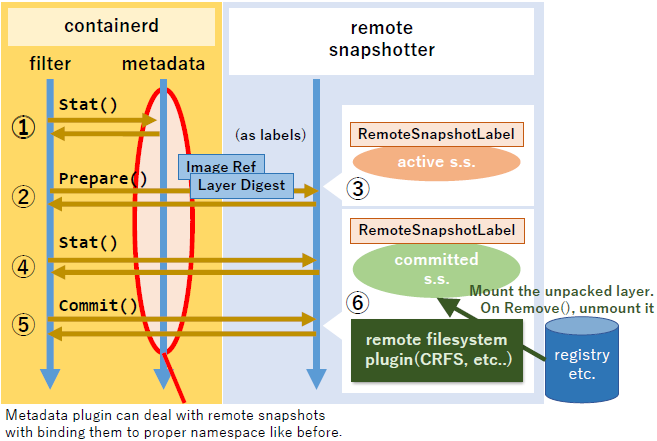 containerd
remote
snapshotter
filter
metadata
Stat()
①
(as labels)
RemoteSnapshotLabel
active s.s.
Image Ref
Layer Digest
Prepare()
②
③
RemoteSnapshotLabel
Stat()
④
committed
s.s.
Mount the unpacked layer.
On Remove(), unmount it
Commit()
⑤
⑥
remote filesystem
plugin(CRFS, etc..)
registry
etc.
Metadata plugin can deal with remote snapshots
with binding them to proper namespace like before.